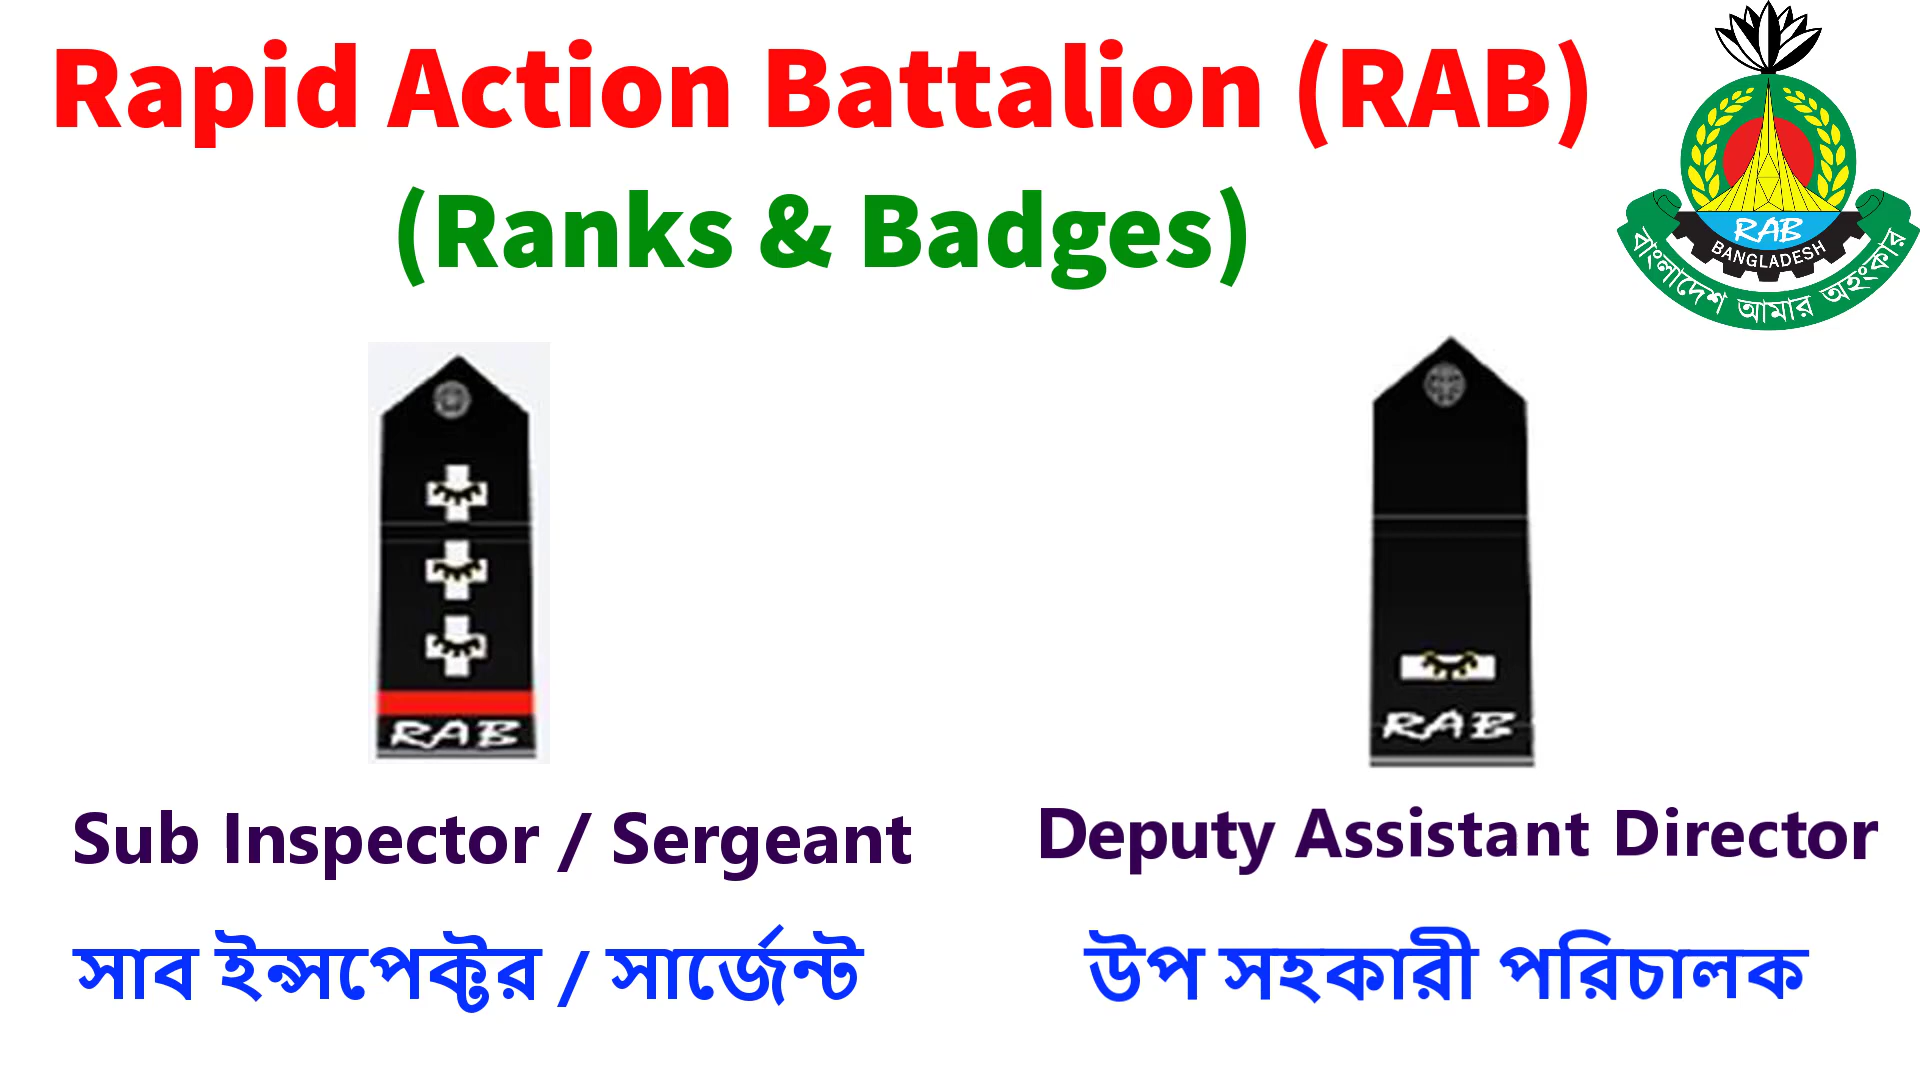 Rapid Action Battalion (RAB)
(Ranks & Badges)
RAB
BANGLADESH
বাংলাদেশ আমার অহংকার
RAB
RAB
Sub Inspector / Sergeant
Deputy Assistant Director
সাব ইন্সপেক্টর / সার্জেন্ট
উপ সহকারী পরিচালক